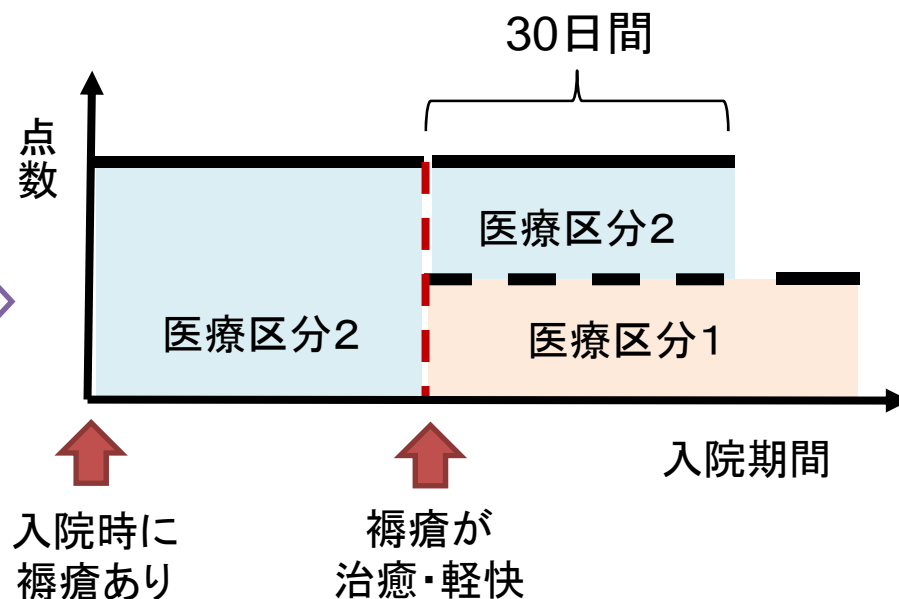 30日間
点
数
医療区分2
医療区分2
医療区分1
入院期間
入院時に
褥瘡あり
褥瘡が
治癒・軽快